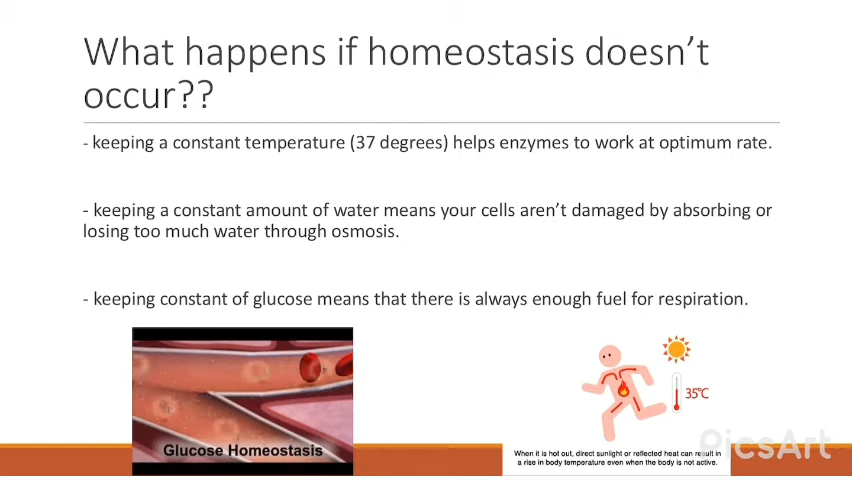 What happens if homeostasis doesn’t
occur??
- keeping a constant temperature (37 degrees) helps enzymes to work at optimum rate.
- keeping a constant amount of water means your cells aren’t damaged by absorbing or
losing too much water through osmosis.
- keeping constant of glucose means that there is always enough fuel for respiration.
35℃
Glucose Homeostasis
PicsArt
When it is hot out, direct sunlight or reflected heat can result in
a rise in body temperature even when the body is not active.